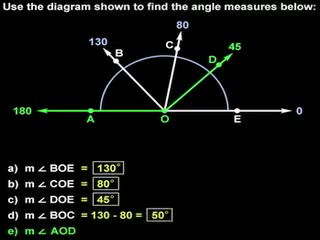 Use the diagram shown to find the angle measures below:
80
130
45
B
C
D
180
0
A
O
E
a) m ∠ BOE = 130°
b) m ∠ COE = 80°
c) m ∠ DOE = 45°
d) m ∠ BOC = 130 - 80 = 50°
e) m ∠ AOD